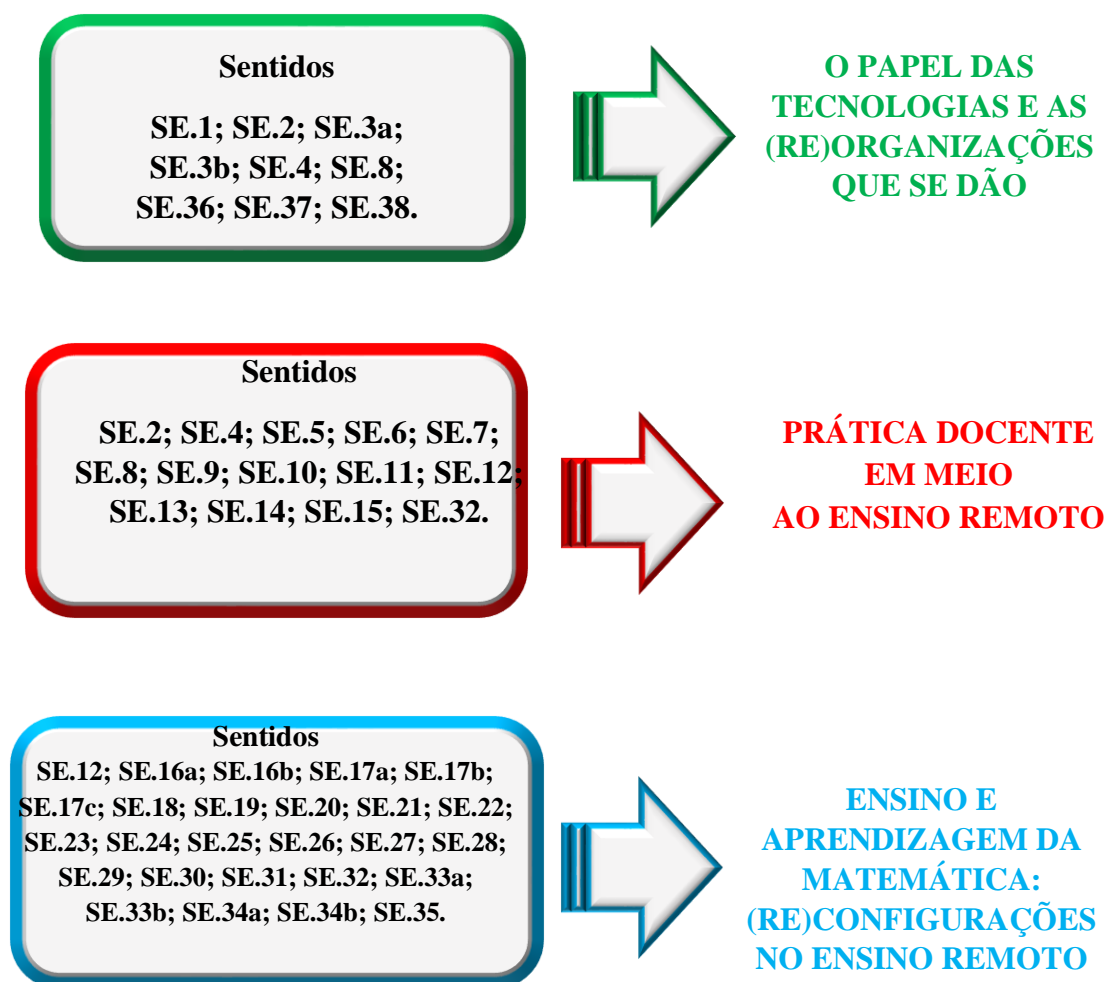 Sentidos
SE.1; SE.2; SE.3a;
SE.3b; SE.4; SE.8;
SE.36; SE.37; SE.38.
O PAPEL DAS
TECNOLOGIAS E AS
(RE)ORGANIZAÇÕES
QUE SE DÃO
Sentidos
SE.2; SE.4; SE.5; SE.6; SE.7;
SE.8; SE.9; SE.10; SE.11; SE.12;
SE.13; SE.14; SE.15; SE.32.
PRÁTICA DOCENTE
EM MEIO
AO ENSINO REMOTO
Sentidos
SE.12; SE.16a; SE.16b; SE.17a; SE.17b;
SE.17c; SE.18; SE.19; SE.20; SE.21; SE.22;
SE.23; SE.24; SE.25; SE.26; SE.27; SE.28;
SE.29; SE.30; SE.31; SE.32; SE.33a;
SE.33b; SE.34a; SE.34b; SE.35.
ENSINO E
APRENDIZAGEM DA
MATEMÁTICA:
(RE)CONFIGURAÇÕES
NO ENSINO REMOTO